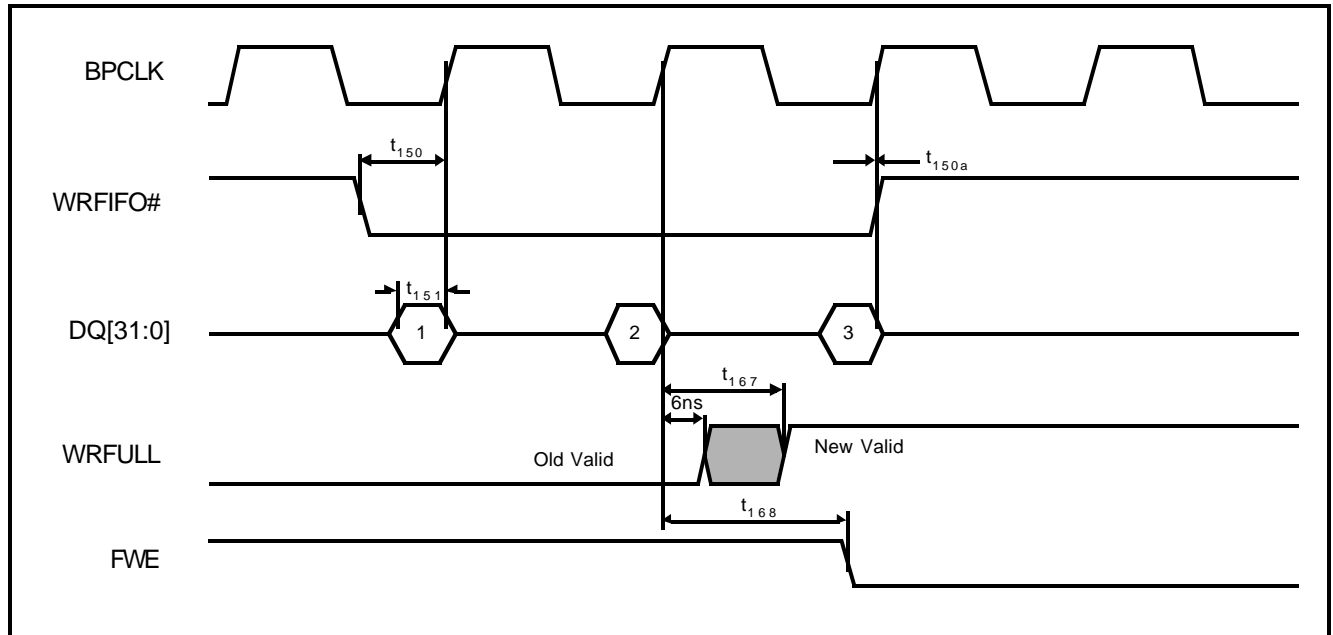 BPCLK
t150
t150a
WRFIFO#
t151
DQ[31:0]
1
2
3
t167
6ns
WRFULL
Old Valid
New Valid
t168
FWE